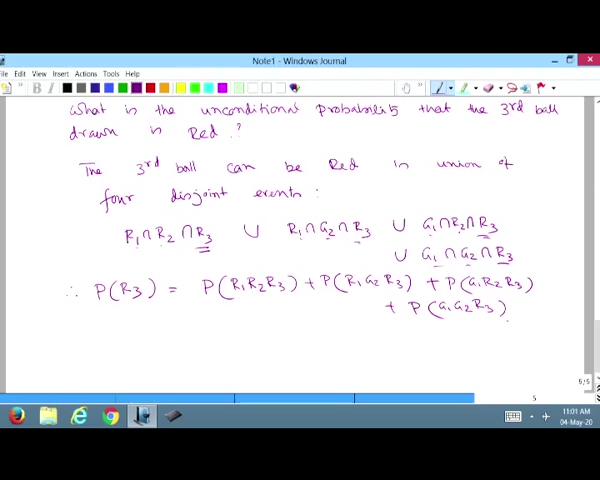 Note1 - Windows Journal
File Edit View Insert Actions Tools Help
What is the unconditional probability that the 3rd ball
drawn is Red ?
The 3rd ball can be Red in union of
four disjoint events :
R₁ ∩ R₂ ∩ R₃ ∪ R₁ ∩ G₂ ∩ R₃ ∪ G₁ ∩ R₂ ∩ R₃
∪ G₁ ∩ G₂ ∩ R₃
∴ P(R₃) = P(R₁R₂R₃) + P(R₁G₂R₃) + P(G₁R₂R₃)
+ P(G₁G₂R₃)
5/5
5
11:01 AM
04-May-20